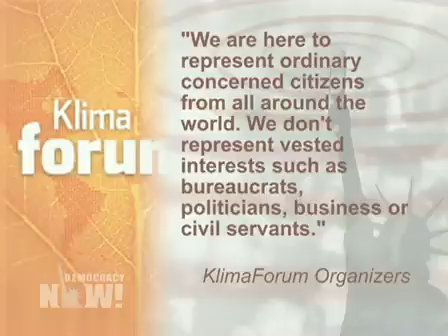 Klima
forum
DEMOCRACY
NOW!
"We are here to
represent ordinary
concerned citizens
from all around the
world. We don't
represent vested
interests such as
bureaucrats,
politicians, business or
civil servants."
KlimaForum Organizers